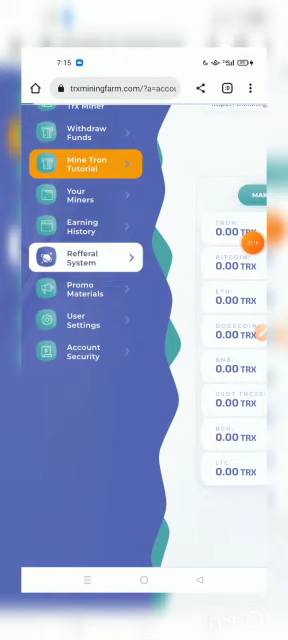 7:15
trxminingfarm.com/?a=accou
Trx Miner
Withdraw
Funds
Mine Tron
Tutorial
Your
Miners
Earning
History
Refferal
System
Promo
Materials
User
Settings
Account
Security
TRON:
0.00 TRX
BITCOIN:
0.00 TRX
ETH:
0.00 TRX
DOGECOIN:
0.00 TRX
BNB:
0.00 TRX
USDT TRC20:
0.00 TRX
BCH:
0.00 TRX
LTC:
0.00 TRX